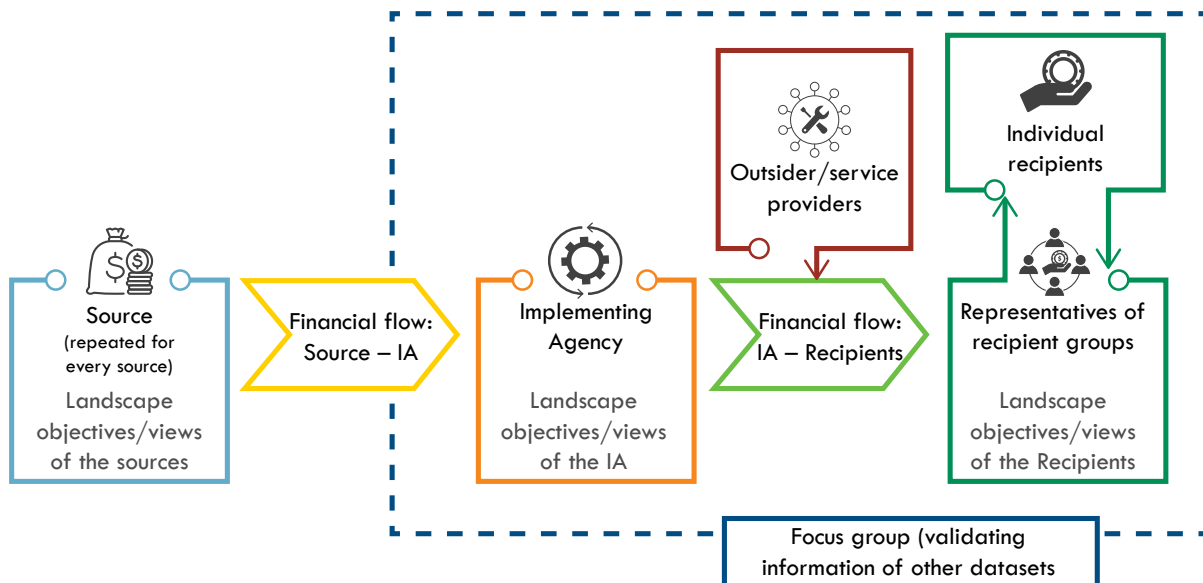 Source
(repeated for
every source)
Landscape
objectives/views
of the sources
Financial flow:
Source – IA
Implementing
Agency
Landscape
objectives/views
of the IA
Outsider/service
providers
Financial flow:
IA – Recipients
Individual
recipients
Representatives of
recipient groups
Landscape
objectives/views
of the Recipients
Focus group (validating
information of other datasets